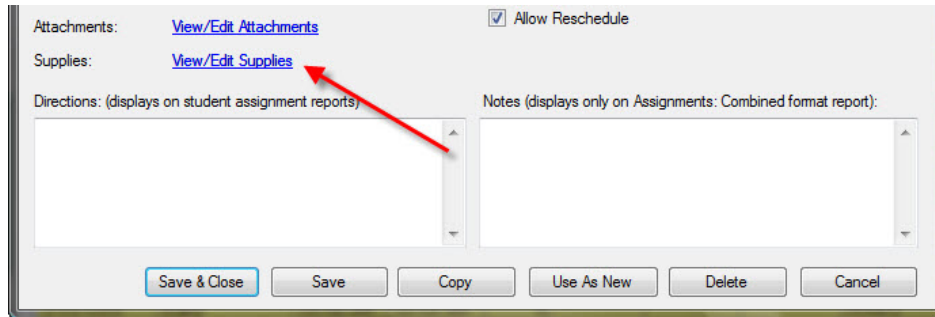 Attachments: View/Edit Attachments Allow Reschedule
Supplies: View/Edit Supplies
Directions: (displays on student assignment reports) Notes (displays only on Assignments: Combined format report):
Save & Close Save Copy Use As New Delete Cancel